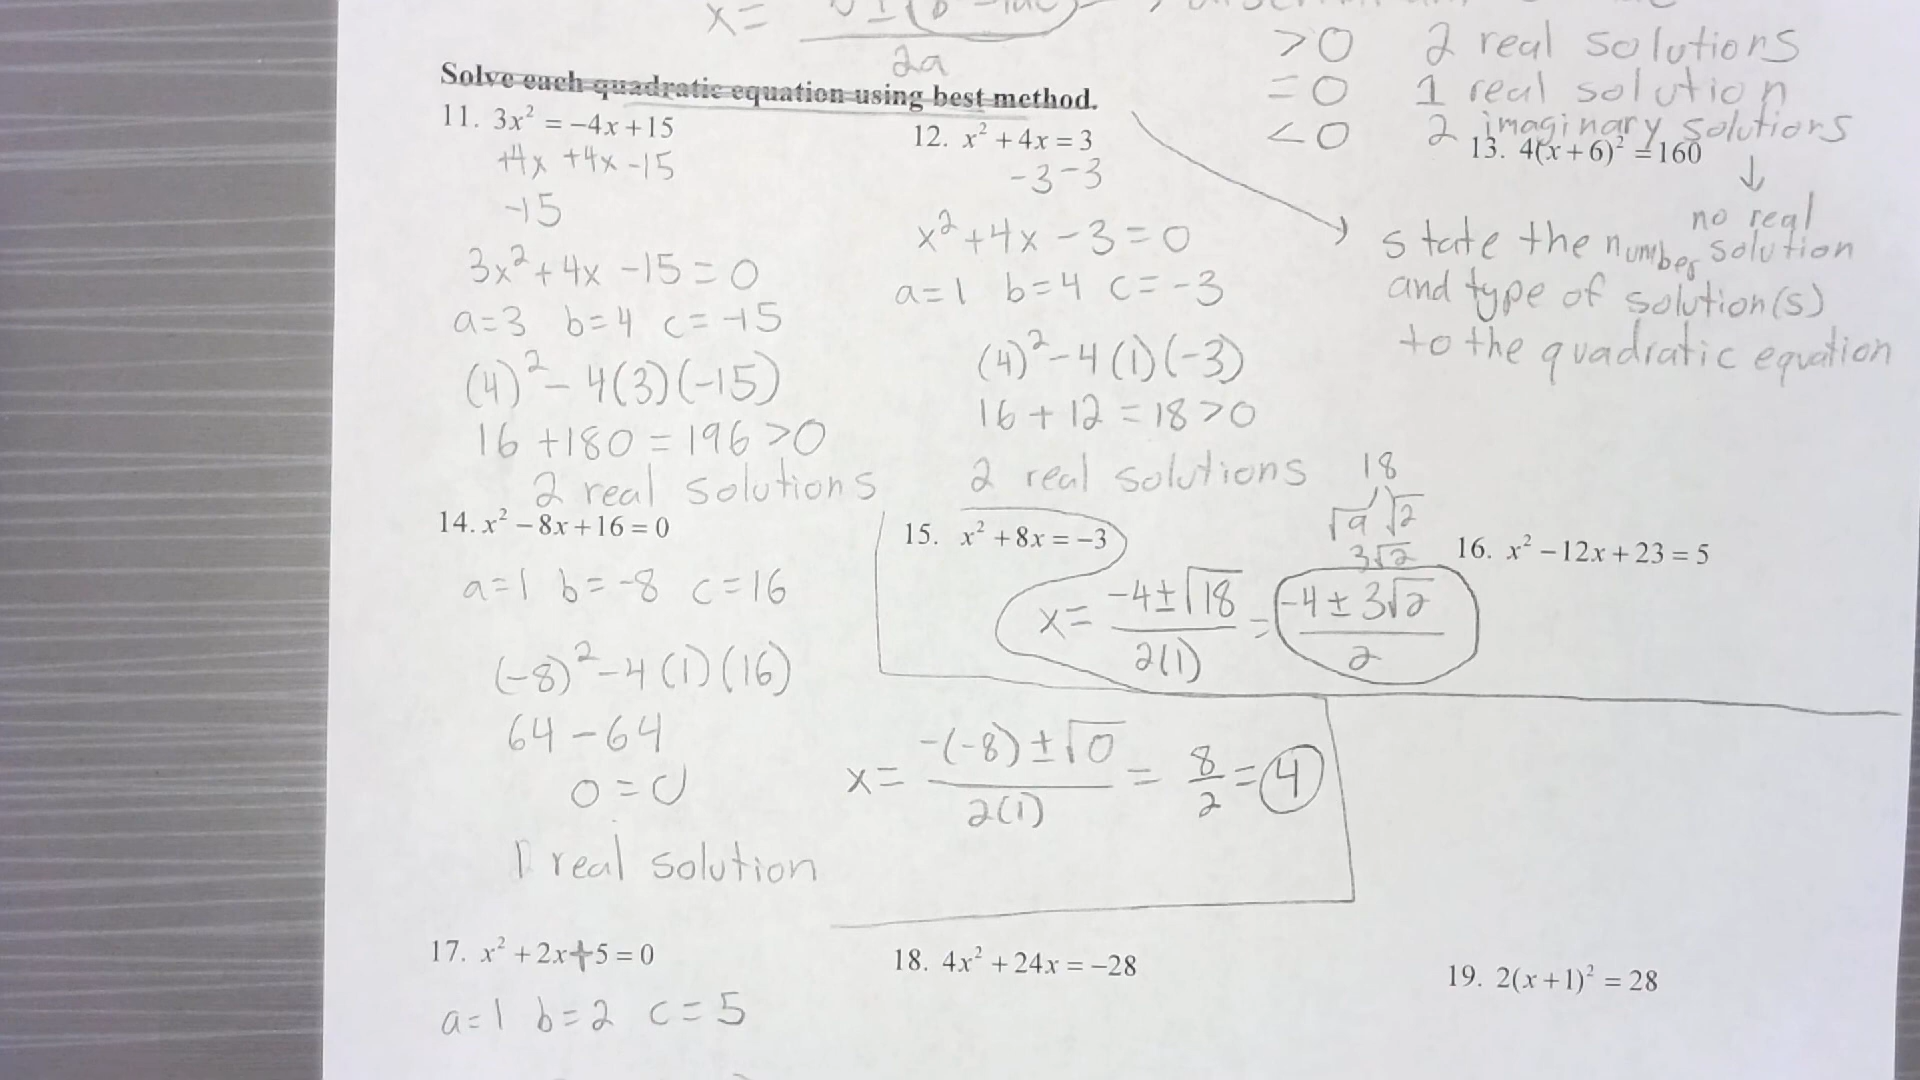 x =
2a
>0 2 real solutions
=0 1 real solution
<0 2 imaginary solutions
↓
no real
solution
Solve each quadratic equation using best method.
state the number
and type of solution(s)
to the quadratic equation
11. 3x² = −4x + 15
+4x +4x −15
−15
3x² + 4x − 15 = 0
a=3 b=4 c=−15
(4)² − 4(3)(−15)
16 + 180 = 196 > 0
2 real solutions
12. x² + 4x = 3
−3 −3
x² + 4x − 3 = 0
a=1 b=4 c=−3
(4)² − 4(1)(−3)
16 + 12 = 18 > 0
2 real solutions
13. 4(x + 6)² = 160
14. x² − 8x + 16 = 0
a=1 b=−8 c=16
(−8)² − 4(1)(16)
64 − 64
0 = 0
1 real solution
15. x² + 8x = −3
18
√9 √2
3√2
x = (−4 ± √18)/2(1) = (−4 ± 3√2)/2
x = (−(−8) ± √0)/2(1) = 8/2 = 4
16. x² − 12x + 23 = 5
17. x² + 2x + 5 = 0
a=1 b=2 c=5
18. 4x² + 24x = −28
19. 2(x + 1)² = 28